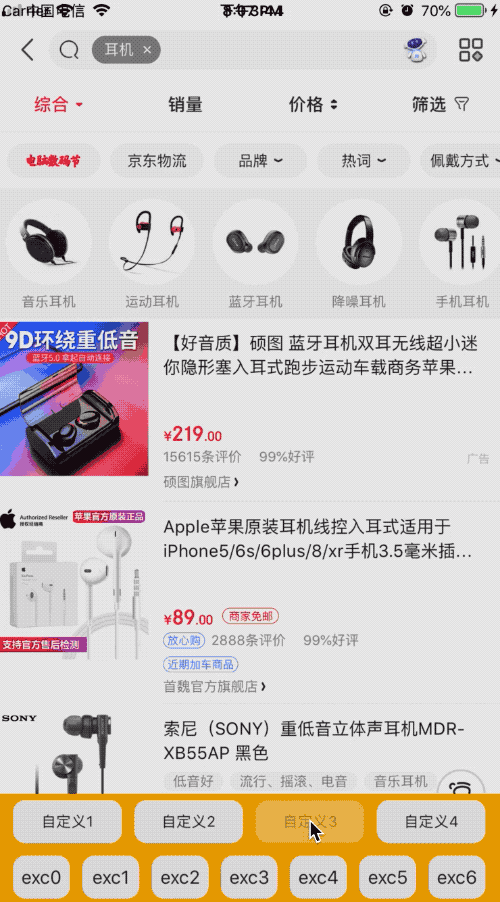 中国电信
70%
耳机 ×
综合 销量 价格 筛选
电脑数码节 京东物流 品牌 热词 佩戴方式
音乐耳机 运动耳机 蓝牙耳机 降噪耳机 手机耳机
HOT
9D环绕重低音
蓝牙5.0 拿起自动连接
【好音质】硕图 蓝牙耳机双耳无线超小迷
你隐形塞入耳式跑步运动车载商务苹果...
¥219.00
15615条评价 99%好评
广告
硕图旗舰店
Authorized Reseller
苹果官方原装正品
支持官方售后检测
Apple苹果原装耳机线控入耳式适用于
iPhone5/6s/6plus/8/xr手机3.5毫米插...
¥89.00 商家免邮
放心购 2888条评价 99%好评
近期加车商品
首魏官方旗舰店
SONY
索尼（SONY）重低音立体声耳机MDR-
XB55AP 黑色
低音好 流行、摇滚、电音 音乐耳机
自定义1 自定义2 自定义3 自定义4
exc0 exc1 exc2 exc3 exc4 exc5 exc6